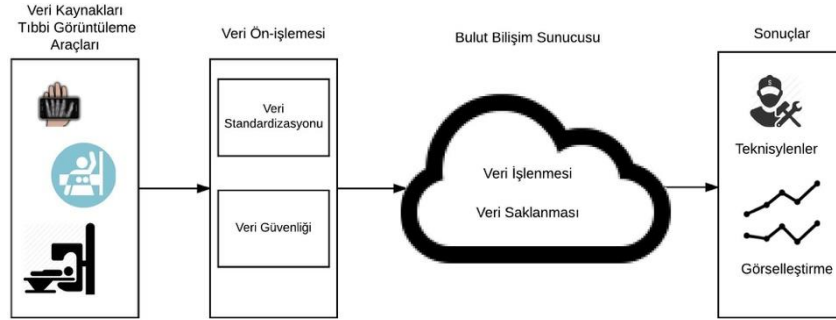 Veri Kaynakları
Tıbbi Görüntüleme
Araçları
Veri Ön-işlemesi
Veri
Standardizasyonu
Veri Güvenliği
Bulut Bilişim Sunucusu
Veri İşlenmesi
Veri Saklanması
Sonuçlar
Teknisylenler
Görselleştirme